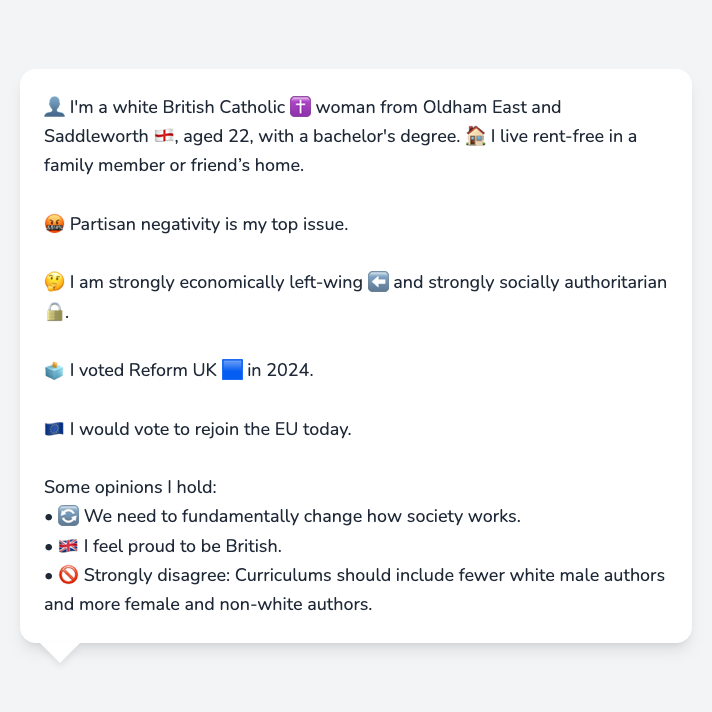 👤 I'm a white British Catholic ✝️ woman from Oldham East and
Saddleworth 🏴󠁧󠁢󠁥󠁮󠁧󠁿, aged 22, with a bachelor's degree. 🏠 I live rent-free in a
family member or friend’s home.
🤬 Partisan negativity is my top issue.
🤔 I am strongly economically left-wing ⬅️ and strongly socially authoritarian
🔒.
🗳️ I voted Reform UK 🟦 in 2024.
🇪🇺 I would vote to rejoin the EU today.
Some opinions I hold:
• 🔄 We need to fundamentally change how society works.
• 🇬🇧 I feel proud to be British.
• 🚫 Strongly disagree: Curriculums should include fewer white male authors
and more female and non-white authors.